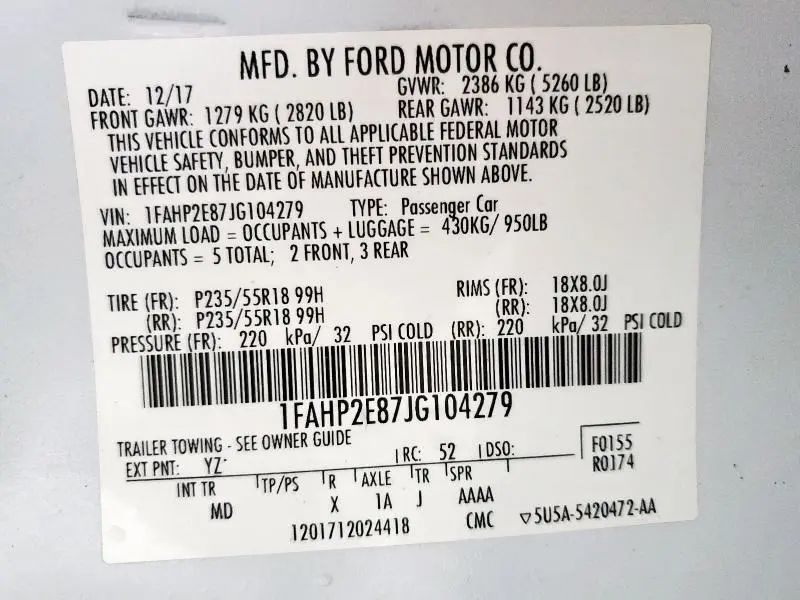 MFD. BY FORD MOTOR CO.
DATE: 12/17 GVWR: 2386 KG ( 5260 LB)
FRONT GAWR: 1279 KG ( 2820 LB) REAR GAWR: 1143 KG ( 2520 LB)
THIS VEHICLE CONFORMS TO ALL APPLICABLE FEDERAL MOTOR
VEHICLE SAFETY, BUMPER, AND THEFT PREVENTION STANDARDS
IN EFFECT ON THE DATE OF MANUFACTURE SHOWN ABOVE.
VIN: 1FAHP2E87JG104279 TYPE: Passenger Car
MAXIMUM LOAD = OCCUPANTS + LUGGAGE = 430KG/ 950LB
OCCUPANTS = 5 TOTAL; 2 FRONT, 3 REAR
TIRE (FR): P235/55R18 99H RIMS (FR): 18X8.0J
(RR): P235/55R18 99H (RR): 18X8.0J
PRESSURE (FR): 220 kPa/ 32 PSI COLD (RR): 220 kPa/ 32 PSI COLD
1FAHP2E87JG104279
TRAILER TOWING - SEE OWNER GUIDE
EXT PNT: YZ RC: 52 DSO: F0155
R0174
INT TR TP/PS R AXLE TR SPR
MD X 1A J AAAA
1201712024418 CMC ▽5U5A-5420472-AA